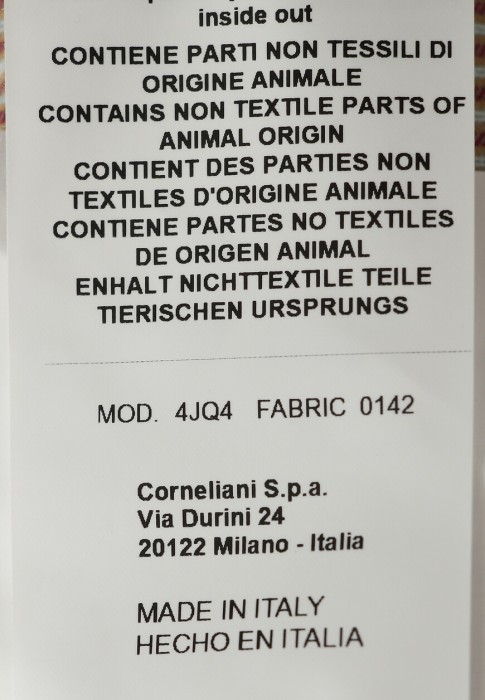 inside out
CONTIENE PARTI NON TESSILI DI
ORIGINE ANIMALE
CONTAINS NON TEXTILE PARTS OF
ANIMAL ORIGIN
CONTIENT DES PARTIES NON
TEXTILES D'ORIGINE ANIMALE
CONTIENE PARTES NO TEXTILES
DE ORIGEN ANIMAL
ENHALT NICHTTEXTILE TEILE
TIERISCHEN URSPRUNGS
MOD. 4JQ4 FABRIC 0142
Corneliani S.p.a.
Via Durini 24
20122 Milano - Italia
MADE IN ITALY
HECHO EN ITALIA